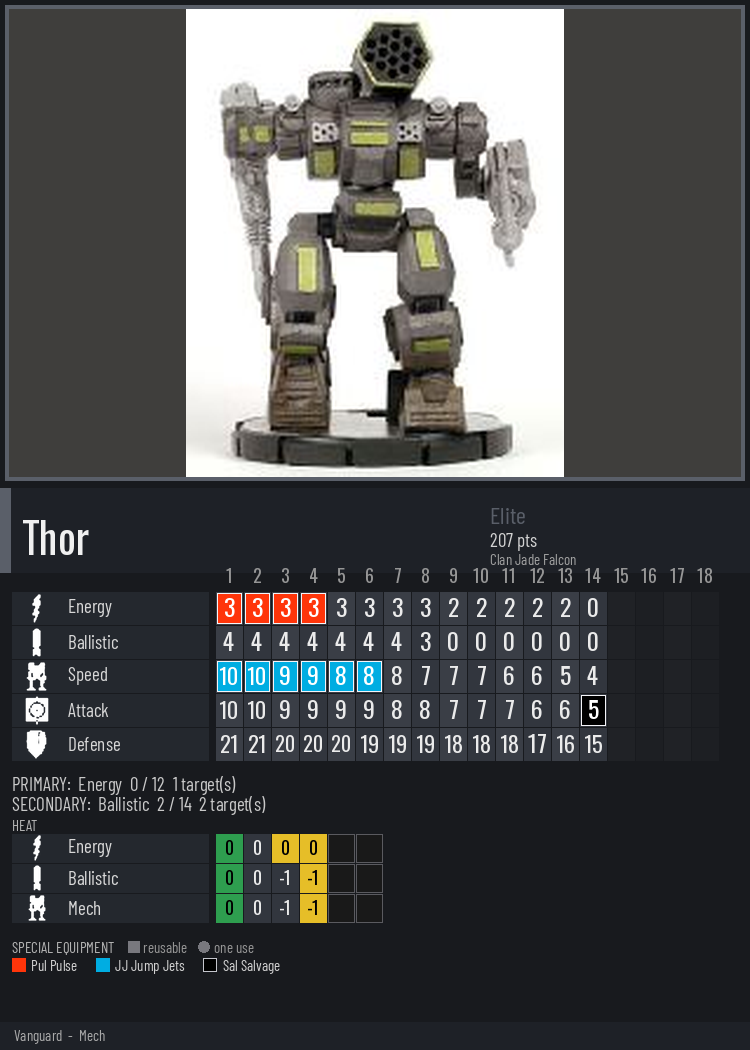 Thor
Elite
207 pts
Clan Jade Falcon
1 2 3 4 5 6 7 8 9 10 11 12 13 14 15 16 17 18
Energy 3 3 3 3 3 3 3 3 2 2 2 2 2 0
Ballistic 4 4 4 4 4 4 4 3 0 0 0 0 0 0
Speed 10 10 9 9 8 8 8 7 7 7 6 6 5 4
Attack 10 10 9 9 9 9 8 8 7 7 7 6 6 5
Defense 21 21 20 20 20 19 19 19 18 18 18 17 16 15
PRIMARY: Energy 0 / 12 1 target(s)
SECONDARY: Ballistic 2 / 14 2 target(s)
HEAT
Energy 0 0 0 0
Ballistic 0 0 -1 -1
Mech 0 0 -1 -1
SPECIAL EQUIPMENT reusable one use
Pul Pulse JJ Jump Jets Sal Salvage
Vanguard - Mech